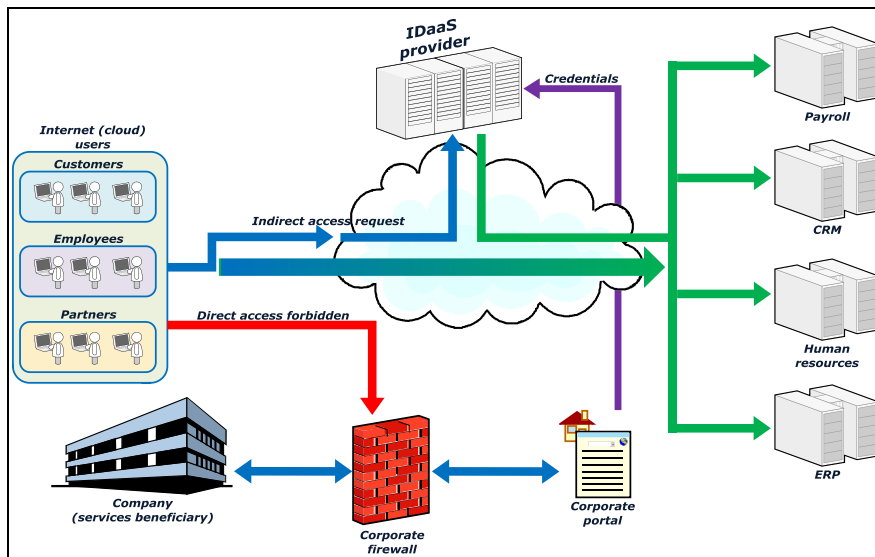 IDaaS
provider
Credentials
Payroll
Internet (cloud)
users
Customers
Indirect access request
CRM
Employees
Partners
Direct access forbidden
Human
resources
ERP
Company
(services beneficiary)
Corporate
firewall
Corporate
portal